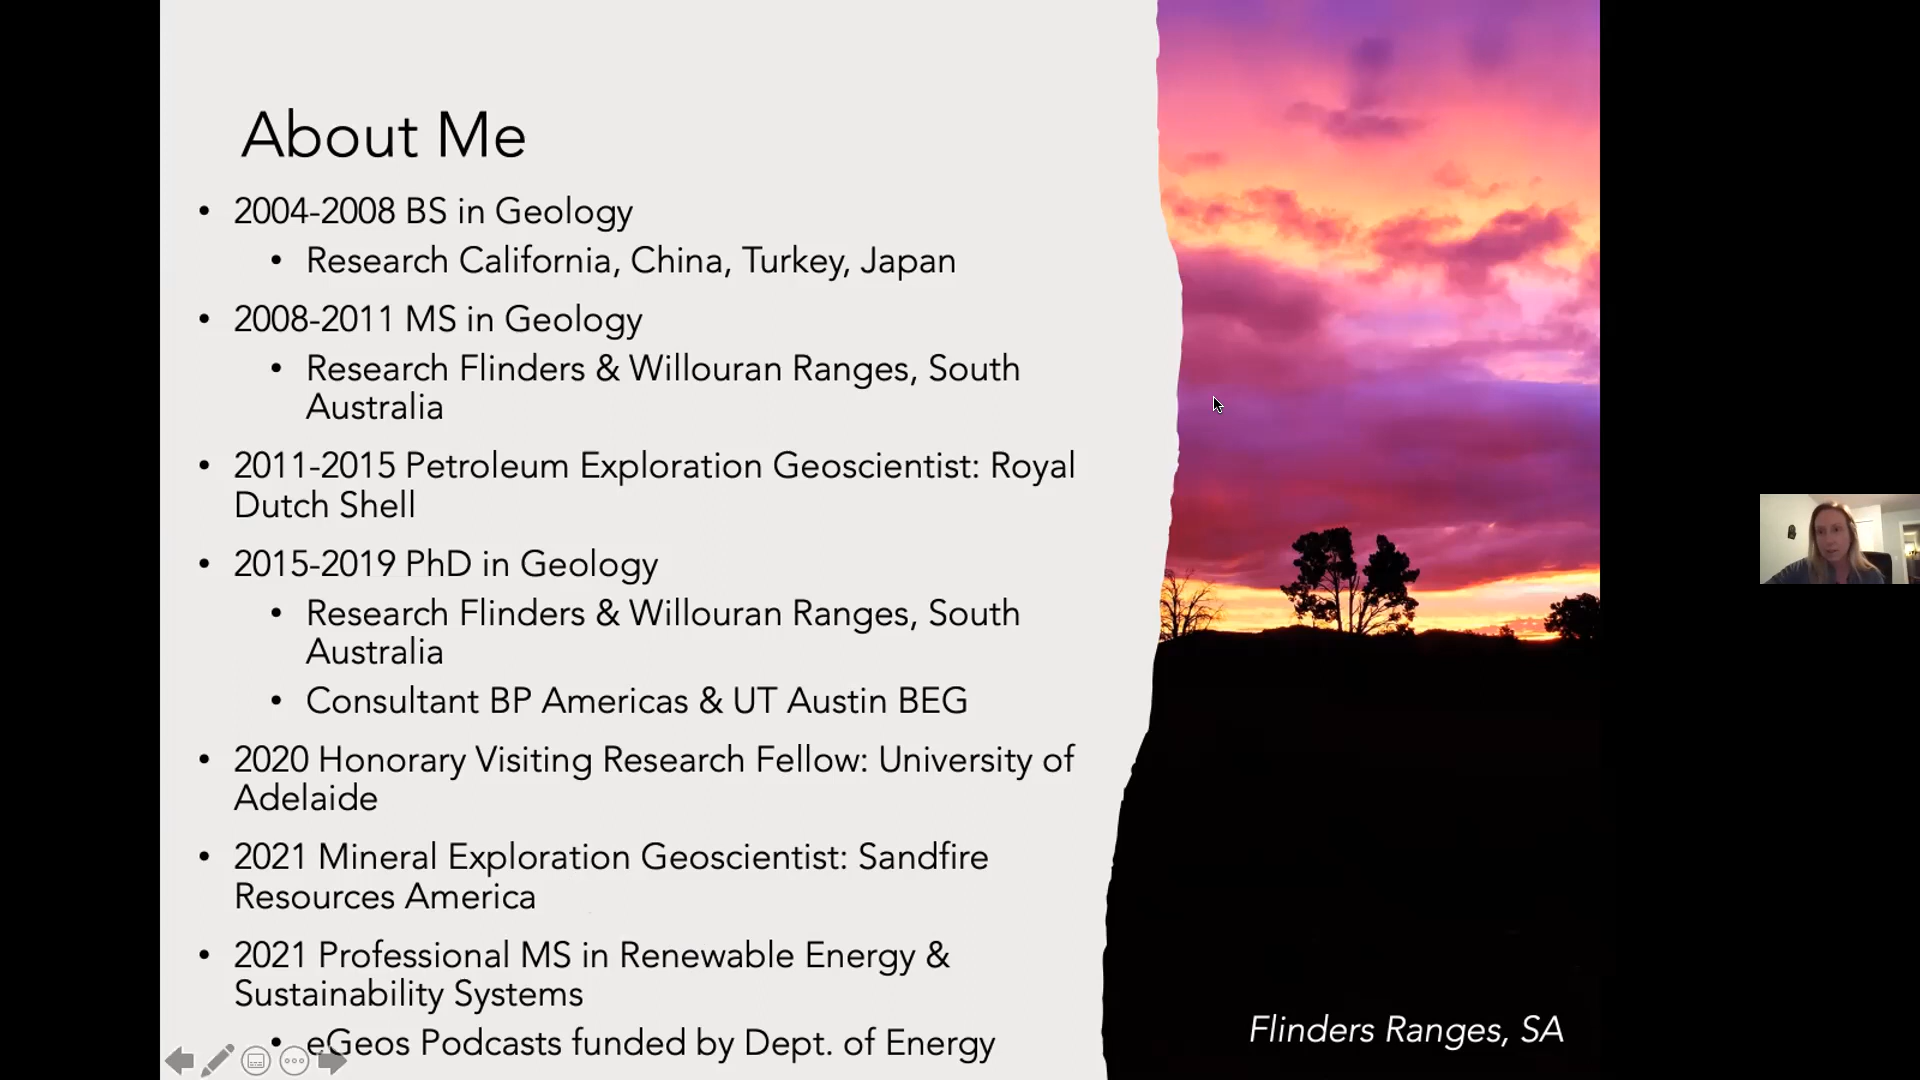 About Me
• 2004-2008 BS in Geology
• Research California, China, Turkey, Japan
• 2008-2011 MS in Geology
• Research Flinders & Willouran Ranges, South
Australia
• 2011-2015 Petroleum Exploration Geoscientist: Royal
Dutch Shell
• 2015-2019 PhD in Geology
• Research Flinders & Willouran Ranges, South
Australia
• Consultant BP Americas & UT Austin BEG
• 2020 Honorary Visiting Research Fellow: University of
Adelaide
• 2021 Mineral Exploration Geoscientist: Sandfire
Resources America
• 2021 Professional MS in Renewable Energy &
Sustainability Systems
• eGeos Podcasts funded by Dept. of Energy
Flinders Ranges, SA